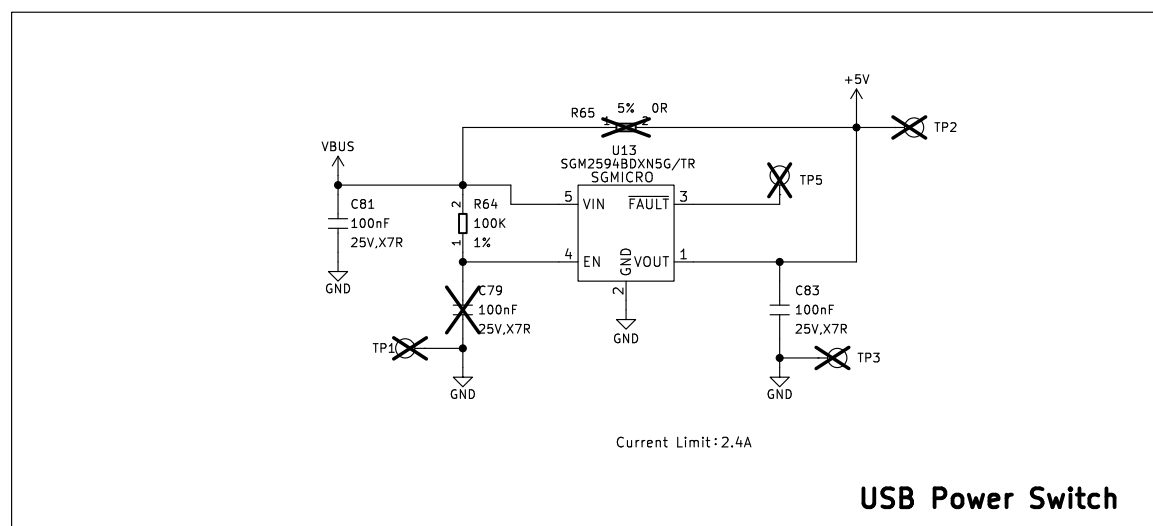 +5V
R65 5% 0R
1 2
TP2
VBUS
U13
SGM2594BDXN5G/TR
SGMICRO
TP5
C81
100nF
25V,X7R
GND
2
R64
100K
1 1%
5 VIN
FAULT 3
4 EN
GND
VOUT 1
2
GND
C79
100nF
25V,X7R
TP1
GND
C83
100nF
25V,X7R
TP3
GND
Current Limit:2.4A
USB Power Switch